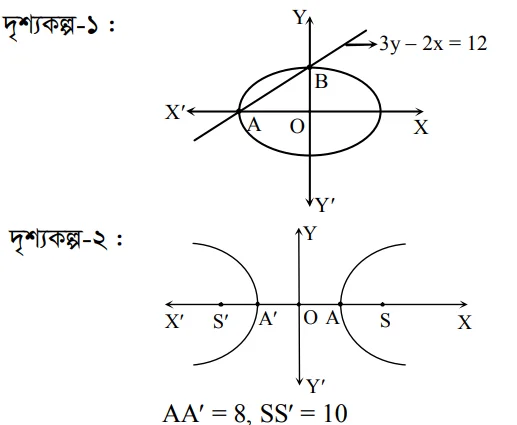 দৃশ্যকল্প-১ :
Y
3y – 2x = 12
B
X′
A
O
X
Y′
দৃশ্যকল্প-২ :
Y
X′ S′ A′ O A S X
Y′
AA′ = 8, SS′ = 10